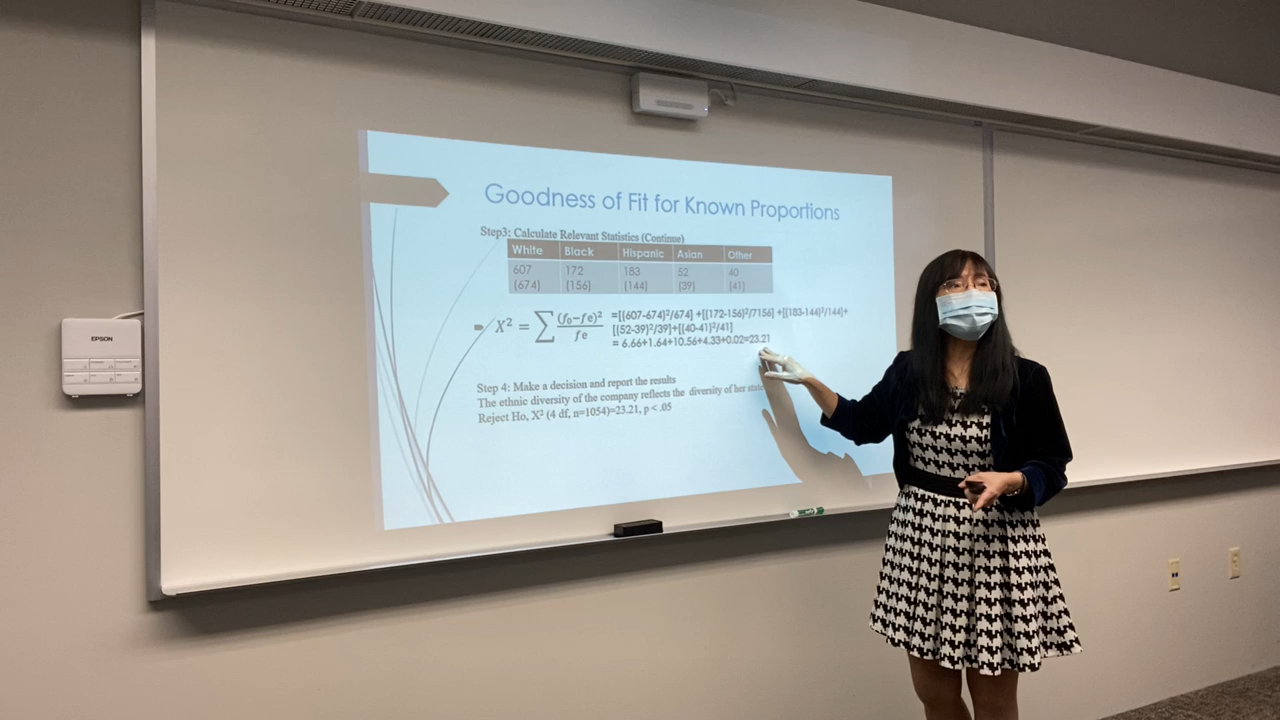 Goodness of Fit for Known Proportions
Step3: Calculate Relevant Statistics (Continue)
White Black Hispanic Asian Other
607 172 183 52 40
(674) (156) (144) (39) (41)
X² = ∑ (f₀−fe)² / fe =[(607-674)²/674] +[(172-156)²/7156] +[(183-144)²/144]+
[(52-39)²/39]+[(40-41)²/41]
= 6.66+1.64+10.56+4.33+0.02=23.21
Step 4: Make a decision and report the results
The ethnic diversity of the company reflects the diversity of her state
Reject Ho, X² (4 df, n=1054)=23.21, p < .05
EPSON